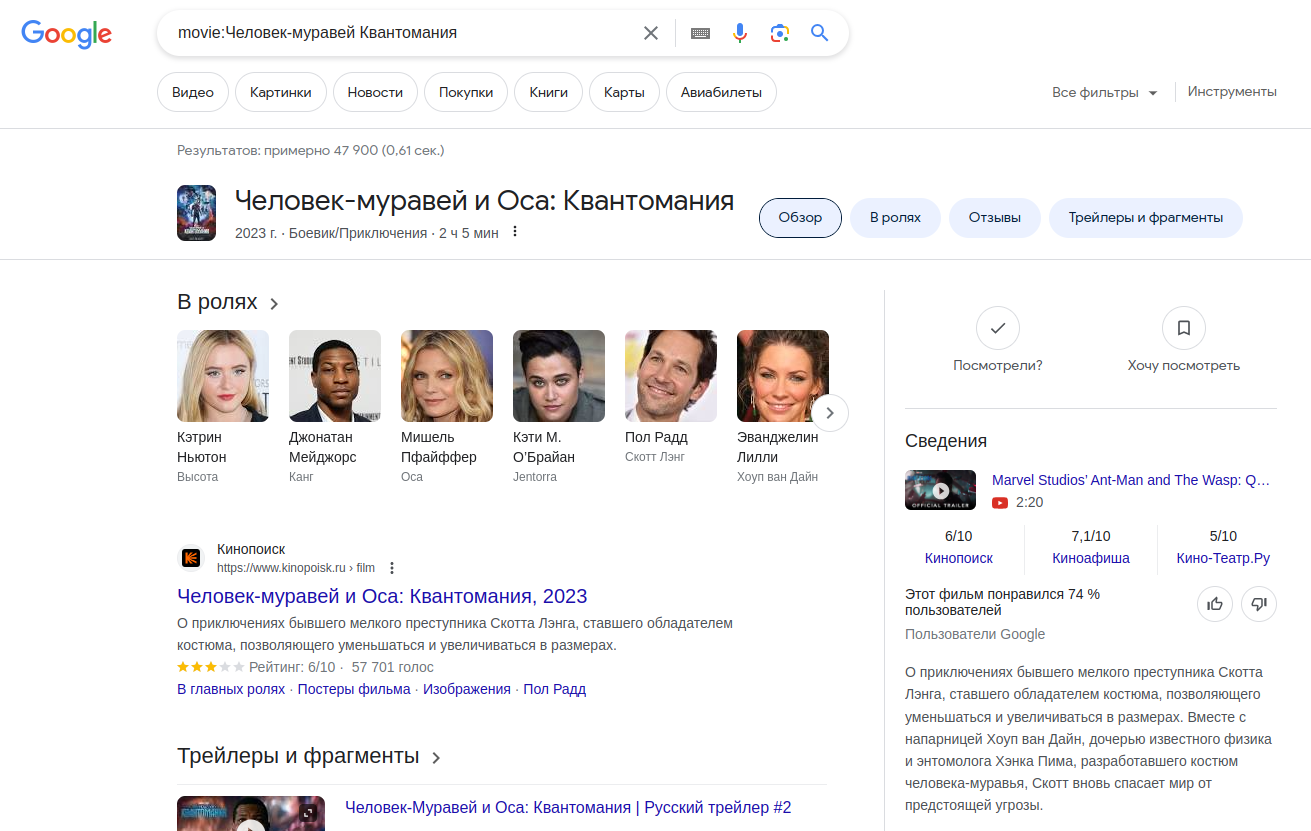 Google
movie:Человек-муравей Квантомания
Видео
Картинки
Новости
Покупки
Книги
Карты
Авиабилеты
Все фильтры
Инструменты
Результатов: примерно 47 900 (0,61 сек.)
Человек-муравей и Оса: Квантомания
2023 г. · Боевик/Приключения · 2 ч 5 мин
Обзор
В ролях
Отзывы
Трейлеры и фрагменты
В ролях
Кэтрин
Ньютон
Высота
Джонатан
Мейджорс
Канг
Мишель
Пфайффер
Оса
Кэти М.
О’Брайан
Jentorra
Пол Радд
Скотт Лэнг
Эванджелин
Лилли
Хоуп ван Дайн
Кинопоиск
https://www.kinopoisk.ru › film
Человек-муравей и Оса: Квантомания, 2023
О приключениях бывшего мелкого преступника Скотта Лэнга, ставшего обладателем
костюма, позволяющего уменьшаться и увеличиваться в размерах.
Рейтинг: 6/10 · 57 701 голос
В главных ролях · Постеры фильма · Изображения · Пол Радд
Трейлеры и фрагменты
Человек-Муравей и Оса: Квантомания | Русский трейлер #2
Посмотрели?
Хочу посмотреть
Сведения
OFFICIAL TRAILER
Marvel Studios’ Ant-Man and The Wasp: Q…
2:20
6/10
Кинопоиск
7,1/10
Киноафиша
5/10
Кино-Театр.Ру
Этот фильм понравился 74 %
пользователей
Пользователи Google
О приключениях бывшего мелкого преступника Скотта
Лэнга, ставшего обладателем костюма, позволяющего
уменьшаться и увеличиваться в размерах. Вместе с
напарницей Хоуп ван Дайн, дочерью известного физика
и энтомолога Хэнка Пима, разработавшего костюм
человека-муравья, Скотт вновь спасает мир от
предстоящей угрозы.